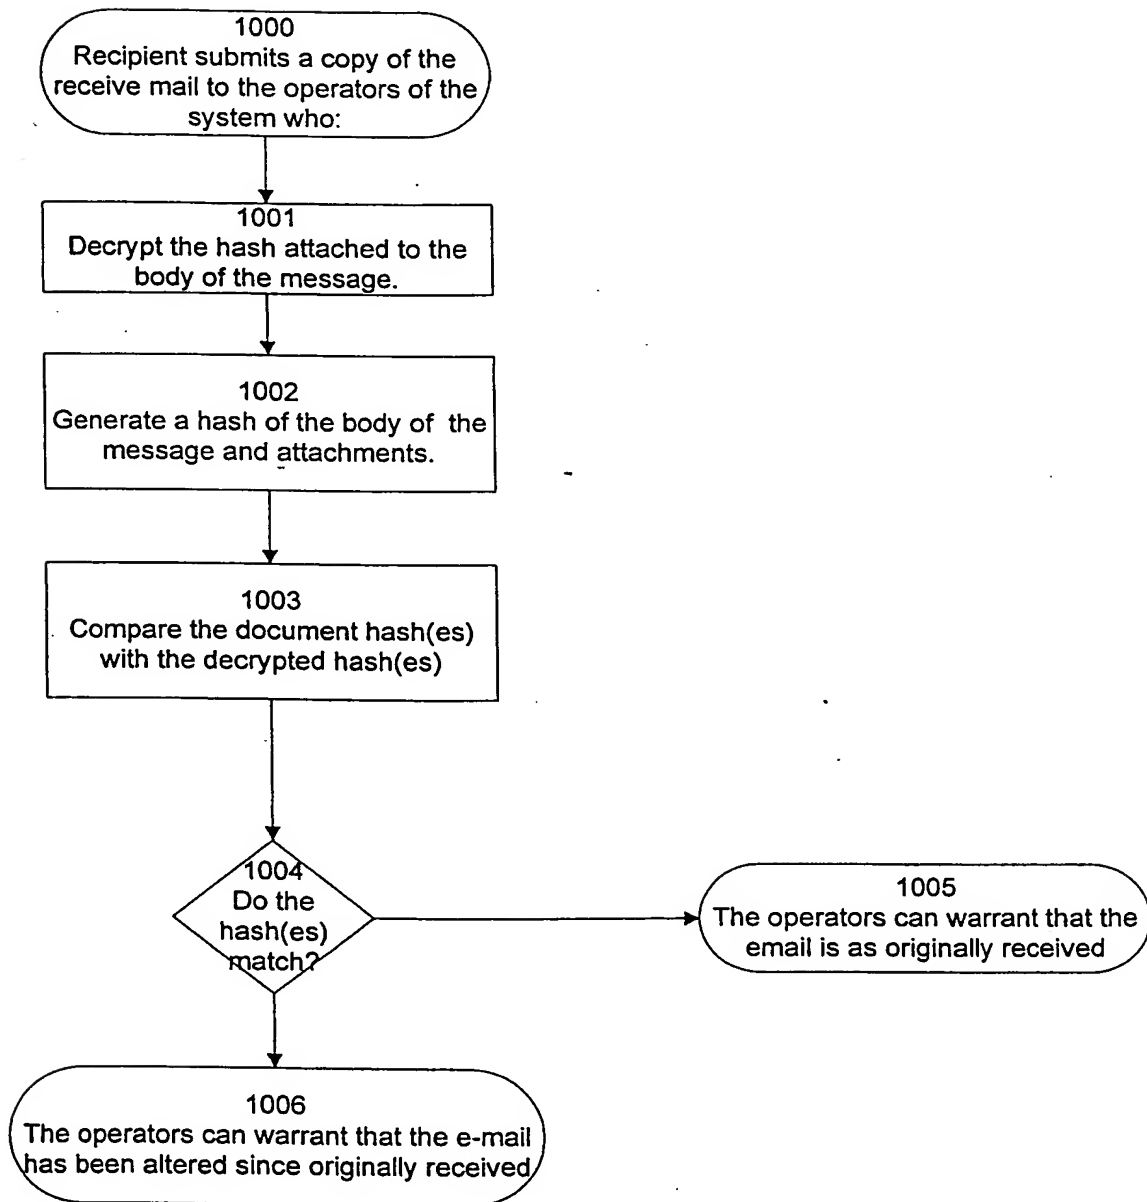 1000
Recipient submits a copy of the
receive mail to the operators of the
system who:
1001
Decrypt the hash attached to the
body of the message.
1002
Generate a hash of the body of the
message and attachments.
1003
Compare the document hash(es)
with the decrypted hash(es)
1004
Do the
hash(es)
match?
1005
The operators can warrant that the
email is as originally received
1006
The operators can warrant that the e-mail
has been altered since originally received